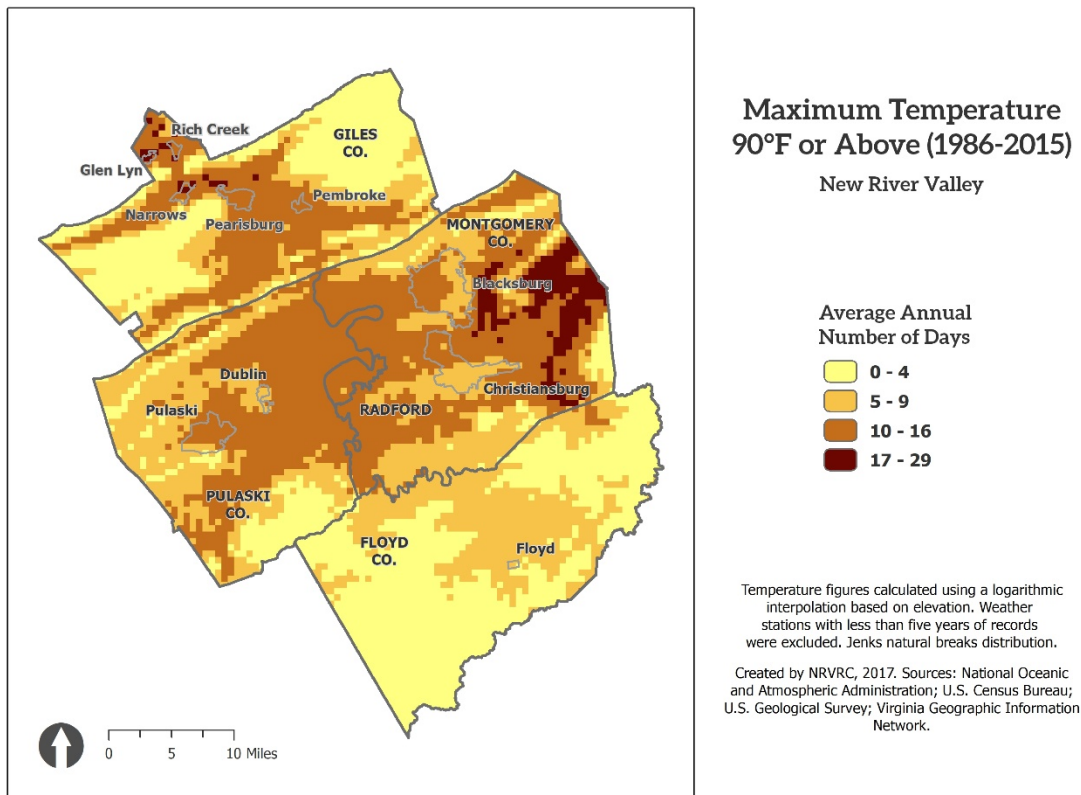 Maximum Temperature
90°F or Above (1986-2015)
New River Valley
Rich Creek
GILES
CO.
Glen Lyn
Pembroke
Narrows
Pearisburg
MONTGOMERY
CO.
Blacksburg
Dublin
Christiansburg
Pulaski
RADFORD
PULASKI
CO.
FLOYD
CO.
Floyd
Average Annual
Number of Days
0 - 4
5 - 9
10 - 16
17 - 29
Temperature figures calculated using a logarithmic
interpolation based on elevation. Weather
stations with less than five years of records
were excluded. Jenks natural breaks distribution.
Created by NRVRC, 2017. Sources: National Oceanic
and Atmospheric Administration; U.S. Census Bureau;
U.S. Geological Survey; Virginia Geographic Information
Network.
0 5 10 Miles